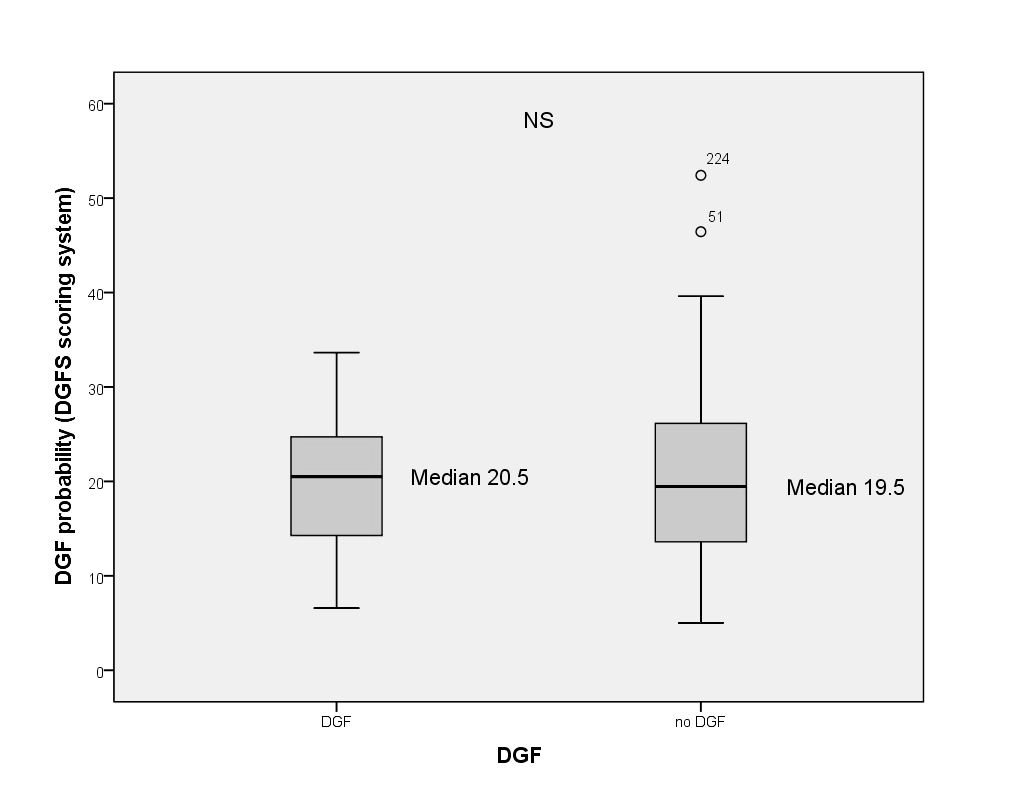 NS
60
50
40
30
20
10
0
DGF probability (DGFS scoring system)
224
51
Median 20.5
Median 19.5
DGF
no DGF
DGF